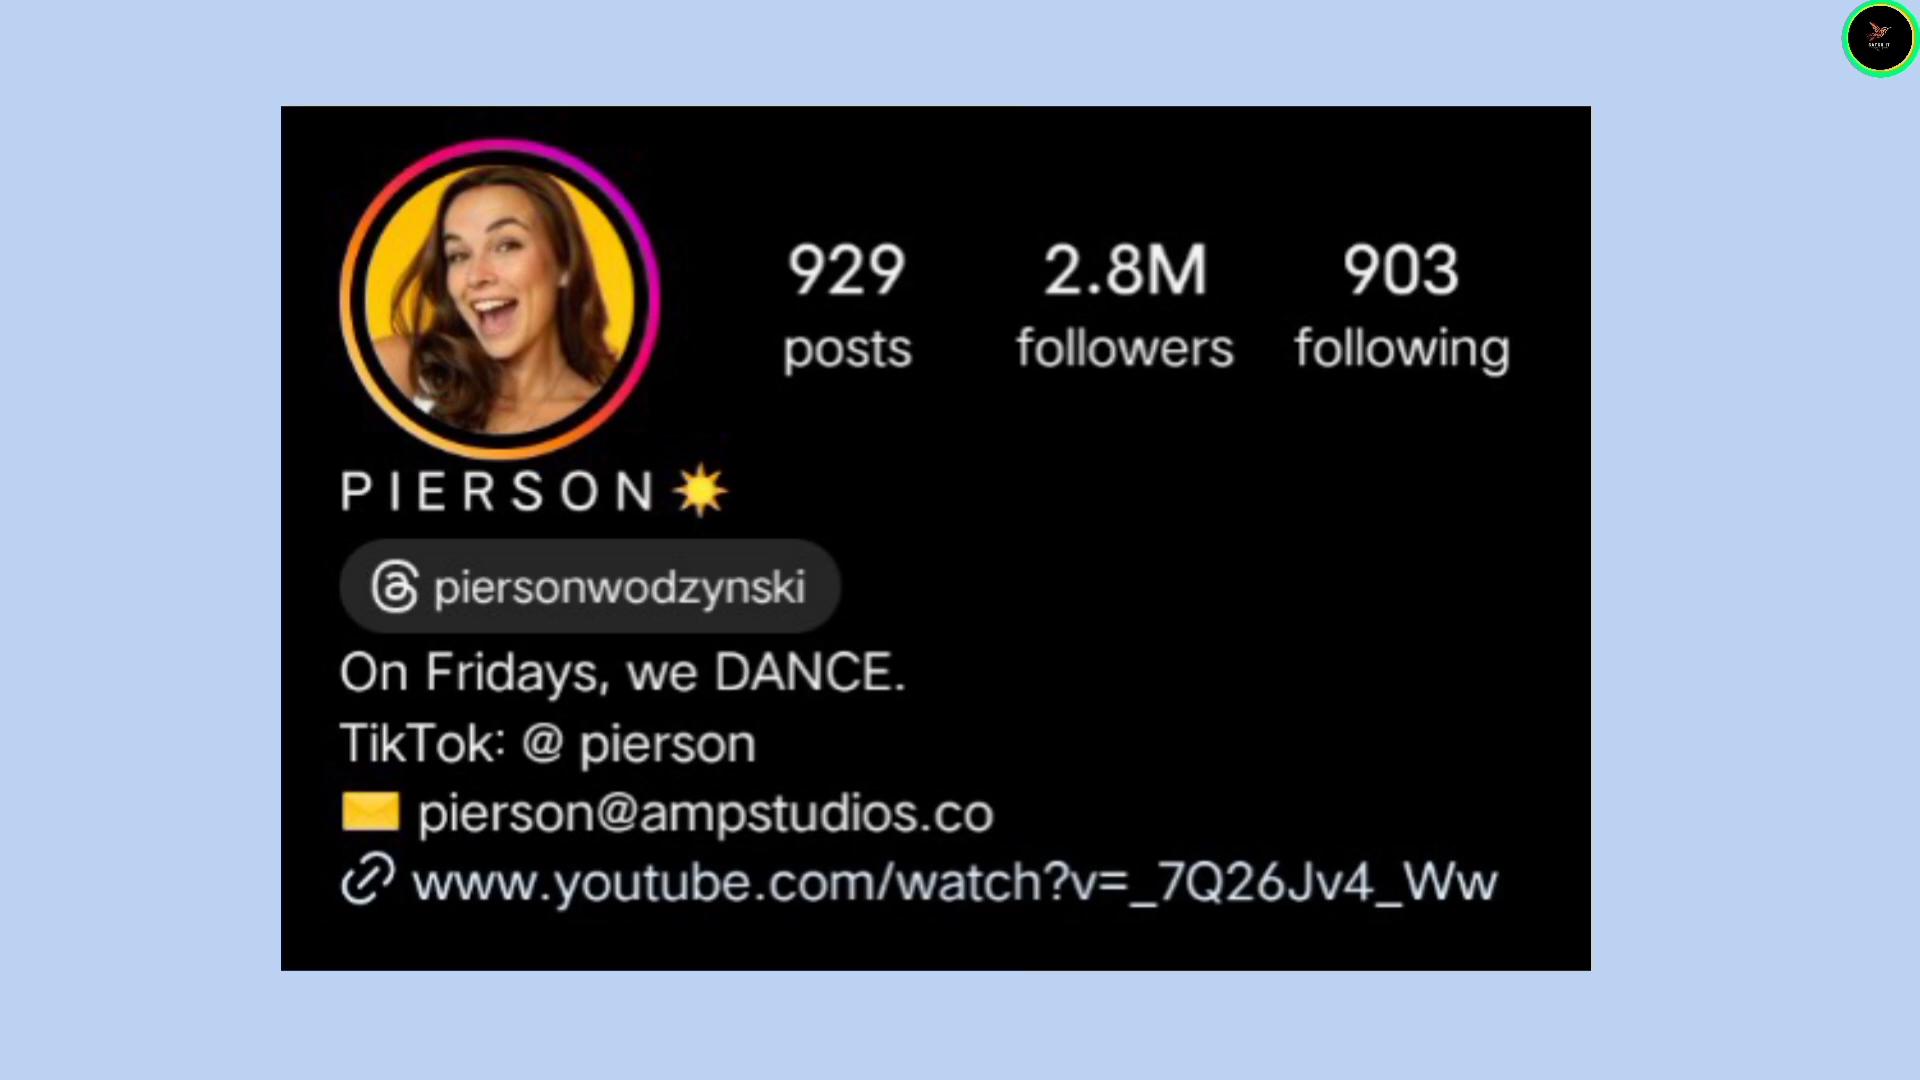 929 2.8M 903
posts followers following
P I E R S O N ✴️
piersonwodzynski
On Fridays, we DANCE.
TikTok: @ pierson
✉️ pierson@ampstudios.co
www.youtube.com/watch?v=_7Q26Jv4_Ww